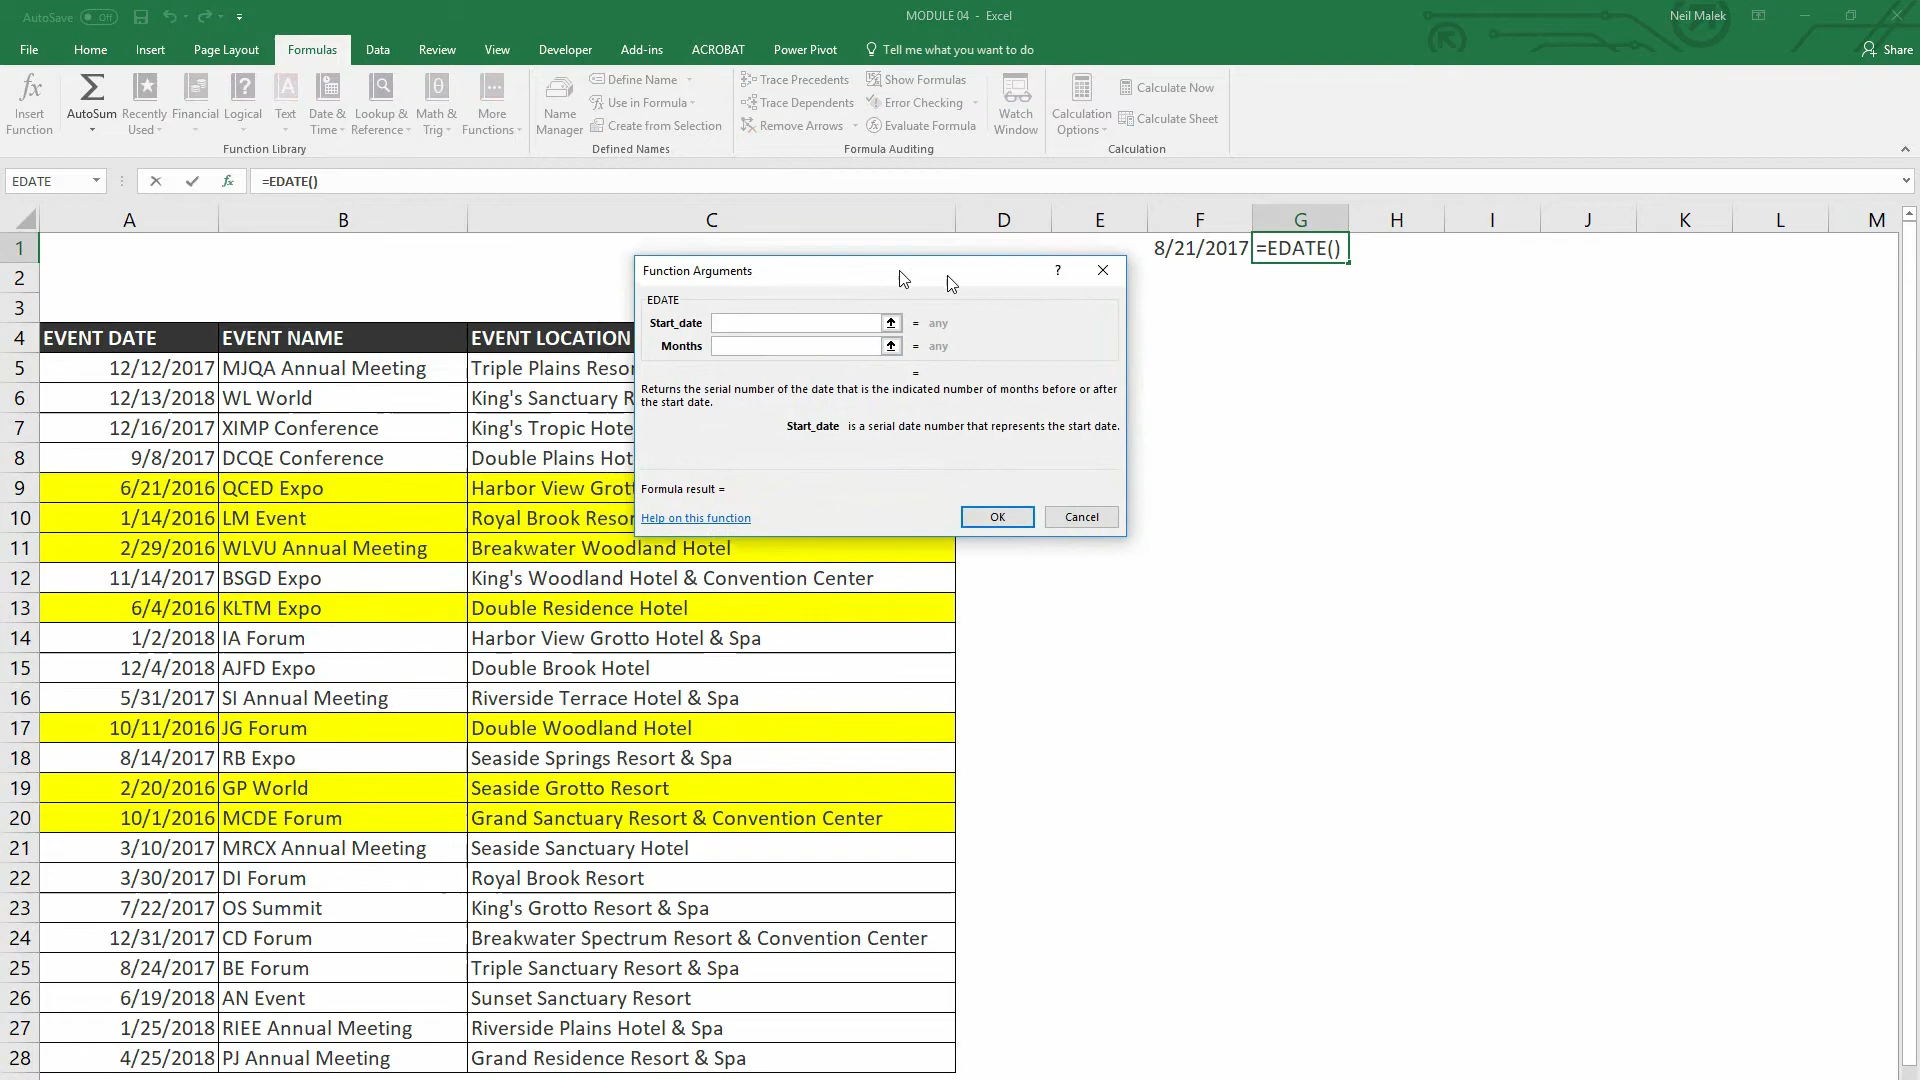 AutoSave Off
MODULE 04 - Excel
Neil Malek
File Home Insert Page Layout Formulas Data Review View Developer Add-ins ACROBAT Power Pivot Tell me what you want to do Share
Insert Function
AutoSum
Recently Used
Financial
Logical
Text
Date & Time
Lookup & Reference
Math & Trig
More Functions
Function Library
Name Manager
Define Name
Use in Formula
Create from Selection
Defined Names
Trace Precedents
Trace Dependents
Remove Arrows
Show Formulas
Error Checking
Evaluate Formula
Formula Auditing
Watch Window
Calculation Options
Calculate Now
Calculate Sheet
Calculation
EDATE fx =EDATE()
A B C D E F G H I J K L M
1 8/21/2017 =EDATE()
2
3
4 EVENT DATE EVENT NAME EVENT LOCATION
5 12/12/2017 MJQA Annual Meeting Triple Plains Resor
6 12/13/2018 WL World King's Sanctuary R
7 12/16/2017 XIMP Conference King's Tropic Hote
8 9/8/2017 DCQE Conference Double Plains Hot
9 6/21/2016 QCED Expo Harbor View Grott
10 1/14/2016 LM Event Royal Brook Resor
11 2/29/2016 WLVU Annual Meeting Breakwater Woodland Hotel
12 11/14/2017 BSGD Expo King's Woodland Hotel & Convention Center
13 6/4/2016 KLTM Expo Double Residence Hotel
14 1/2/2018 IA Forum Harbor View Grotto Hotel & Spa
15 12/4/2018 AJFD Expo Double Brook Hotel
16 5/31/2017 SI Annual Meeting Riverside Terrace Hotel & Spa
17 10/11/2016 JG Forum Double Woodland Hotel
18 8/14/2017 RB Expo Seaside Springs Resort & Spa
19 2/20/2016 GP World Seaside Grotto Resort
20 10/1/2016 MCDE Forum Grand Sanctuary Resort & Convention Center
21 3/10/2017 MRCX Annual Meeting Seaside Sanctuary Hotel
22 3/30/2017 DI Forum Royal Brook Resort
23 7/22/2017 OS Summit King's Grotto Resort & Spa
24 12/31/2017 CD Forum Breakwater Spectrum Resort & Convention Center
25 8/24/2017 BE Forum Triple Sanctuary Resort & Spa
26 6/19/2018 AN Event Sunset Sanctuary Resort
27 1/25/2018 RIEE Annual Meeting Riverside Plains Hotel & Spa
28 4/25/2018 PJ Annual Meeting Grand Residence Resort & Spa
Function Arguments ?
EDATE
Start_date = any
Months = any
=
Returns the serial number of the date that is the indicated number of months before or after
the start date.
Start_date is a serial date number that represents the start date.
Formula result =
Help on this function
OK Cancel